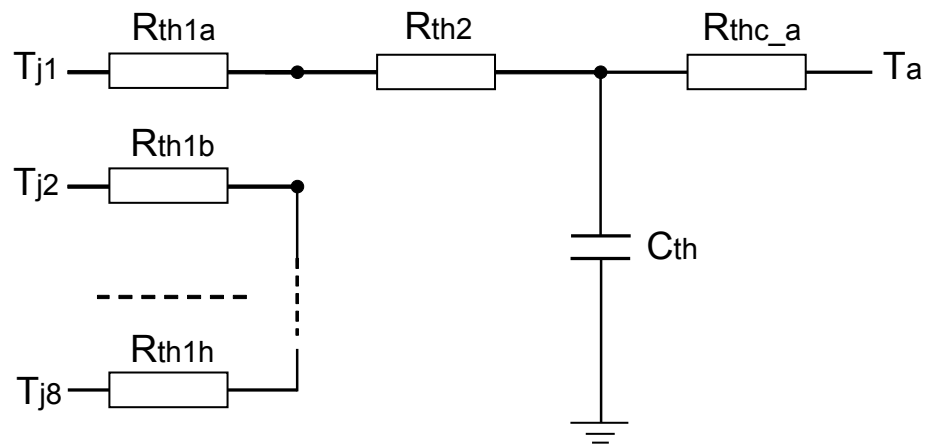 Rth1a
Rth2
Rthc_a
Tj1
Ta
Rth1b
Tj2
Cth
Rth1h
Tj8